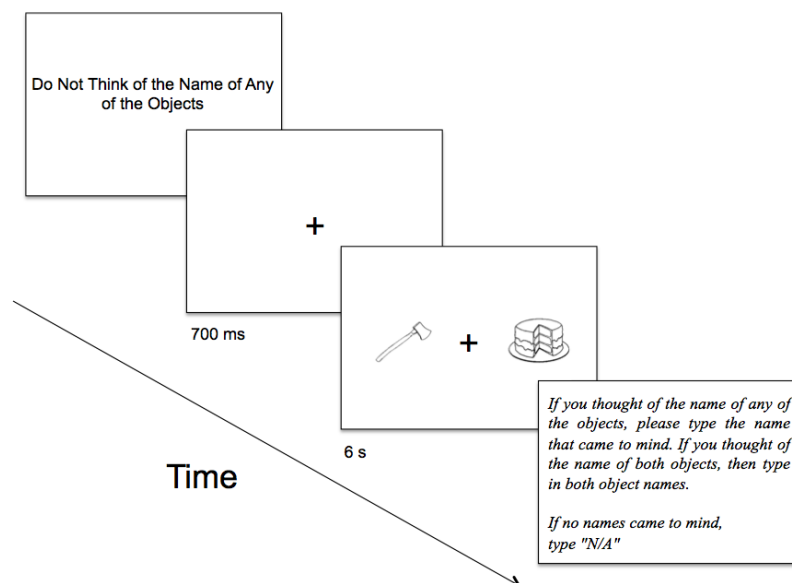 Do Not Think of the Name of Any
of the Objects
+
700 ms
+
6 s
If you thought of the name of any of
the objects, please type the name
that came to mind. If you thought of
the name of both objects, then type
in both object names.
If no names came to mind,
type "N/A"
Time